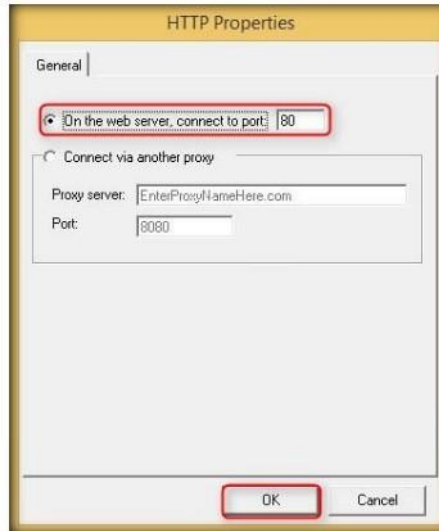 HTTP Properties
General
On the web server, connect to port: 80
Connect via another proxy
Proxy server: EnterProxyNameHere.com
Port: 8080
OK Cancel